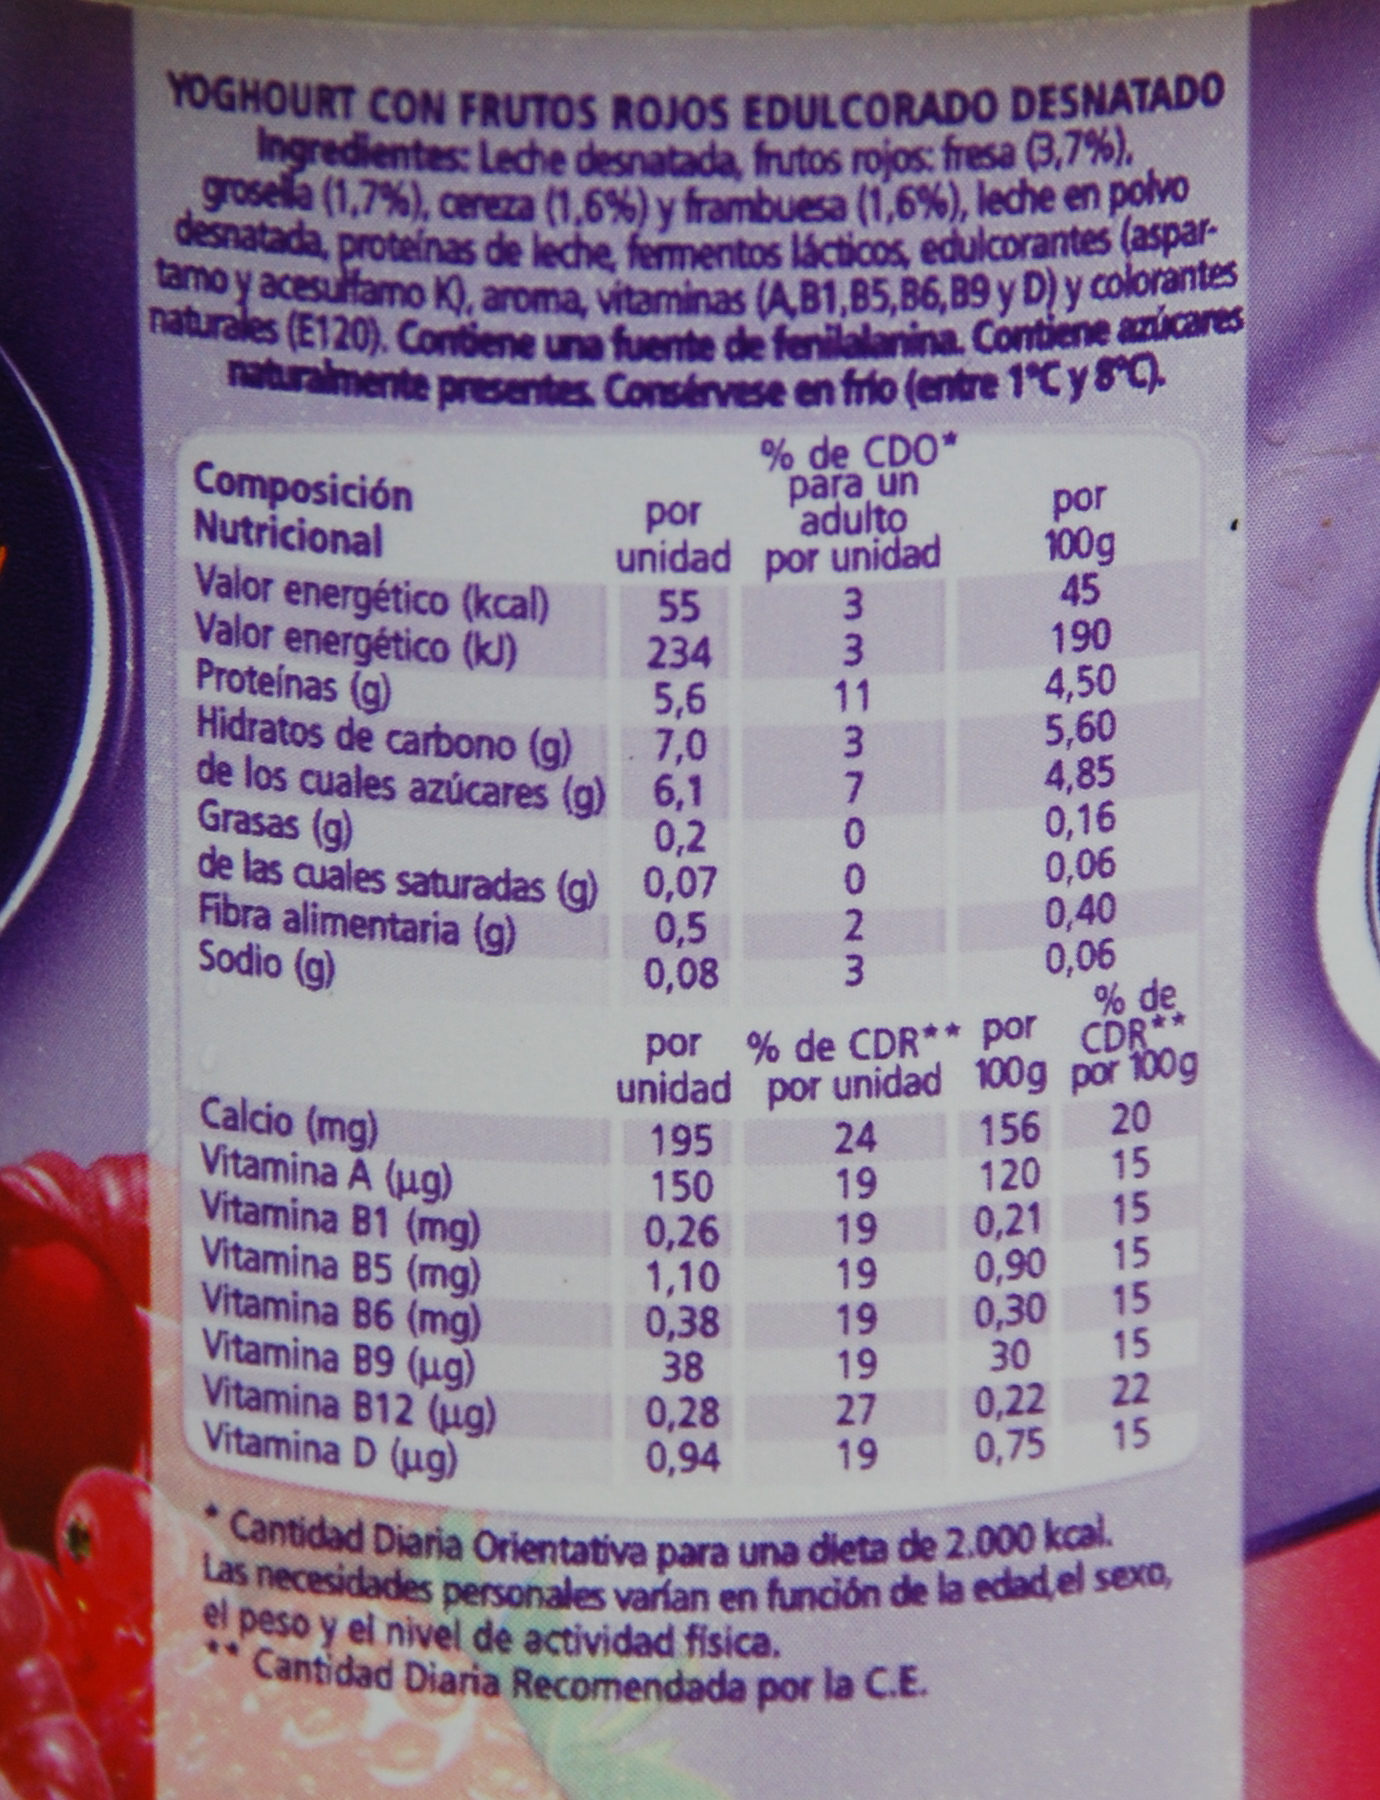 YOGHOURT CON FRUTOS ROJOS EDULCORADO DESNATADO
Ingredientes: Leche desnatada, frutos rojos: fresa (3,7%),
grosella (1,7%), cereza (1,6%) y frambuesa (1,6%), leche en polvo
desnatada, proteínas de leche, fermentos lácticos, edulcorantes (aspar-
tamo y acesulfamo K), aroma, vitaminas (A,B1,B5,B6,B9 y D) y colorantes
naturales (E120). Contiene una fuente de fenilalanina. Contiene azúcares
naturalmente presentes. Consérvese en frío (entre 1°C y 8°C).
Composición Nutricional por unidad % de CDO* para un adulto por unidad por 100g
Valor energético (kcal) 55 3 45
Valor energético (kJ) 234 3 190
Proteínas (g) 5,6 11 4,50
Hidratos de carbono (g) 7,0 3 5,60
de los cuales azúcares (g) 6,1 7 4,85
Grasas (g) 0,2 0 0,16
de las cuales saturadas (g) 0,07 0 0,06
Fibra alimentaria (g) 0,5 2 0,40
Sodio (g) 0,08 3 0,06
por unidad % de CDR** por unidad por 100g % de CDR** por 100g
Calcio (mg) 195 24 156 20
Vitamina A (µg) 150 19 120 15
Vitamina B1 (mg) 0,26 19 0,21 15
Vitamina B5 (mg) 1,10 19 0,90 15
Vitamina B6 (mg) 0,38 19 0,30 15
Vitamina B9 (µg) 38 19 30 15
Vitamina B12 (µg) 0,28 27 0,22 22
Vitamina D (µg) 0,94 19 0,75 15
* Cantidad Diaria Orientativa para una dieta de 2.000 kcal.
Las necesidades personales varían en función de la edad,el sexo,
el peso y el nivel de actividad física.
** Cantidad Diaria Recomendada por la C.E.